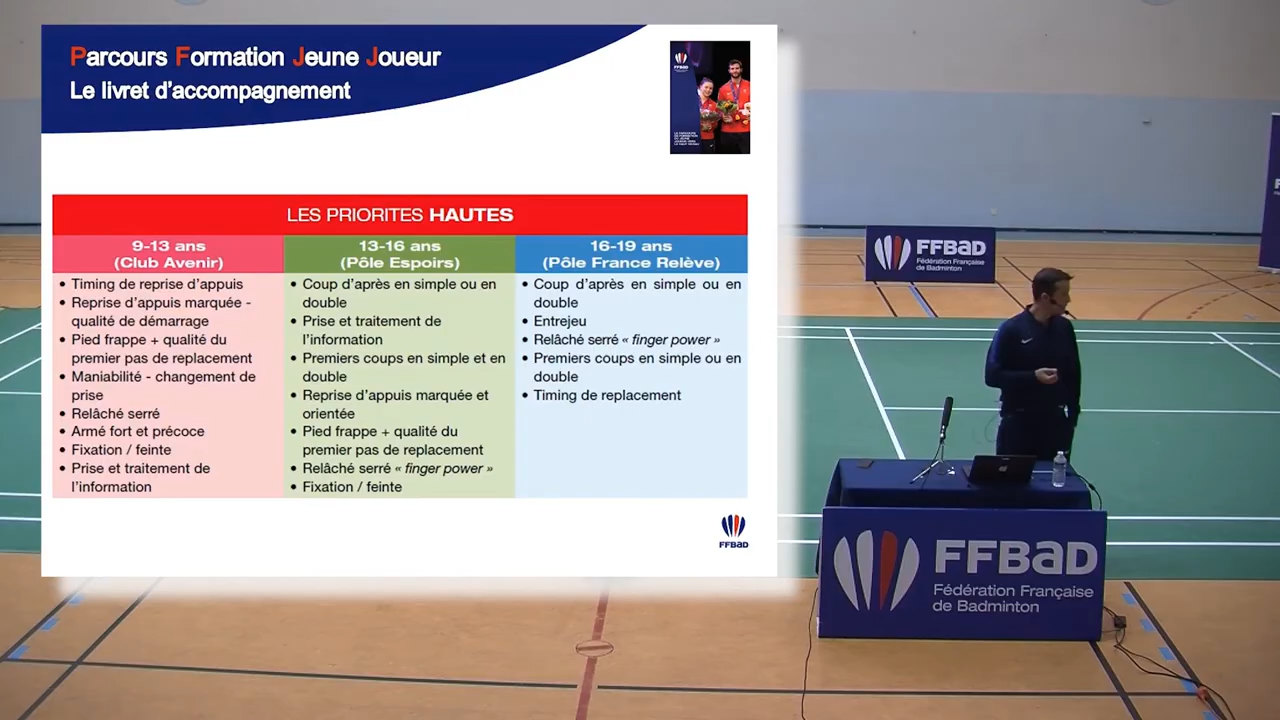 Parcours Formation Jeune Joueur
Le livret d'accompagnement
FFBaD
LES PRIORITES HAUTES
9-13 ans
(Club Avenir)
• Timing de reprise d'appuis
• Reprise d'appuis marquée -
qualité de démarrage
• Pied frappe + qualité du
premier pas de replacement
• Maniabilité - changement de
prise
• Relâché serré
• Armé fort et précoce
• Fixation / feinte
• Prise et traitement de
l'information
13-16 ans
(Pôle Espoirs)
• Coup d'après en simple ou en
double
• Prise et traitement de
l'information
• Premiers coups en simple et en
double
• Reprise d'appuis marquée et
orientée
• Pied frappe + qualité du
premier pas de replacement
• Relâché serré « finger power »
• Fixation / feinte
16-19 ans
(Pôle France Relève)
• Coup d'après en simple ou en
double
• Entrejeu
• Relâché serré « finger power »
• Premiers coups en simple ou en
double
• Timing de replacement
FFBaD
FFBaD
Fédération Française
de Badminton
FFBaD
Fédération Française
de Badminton